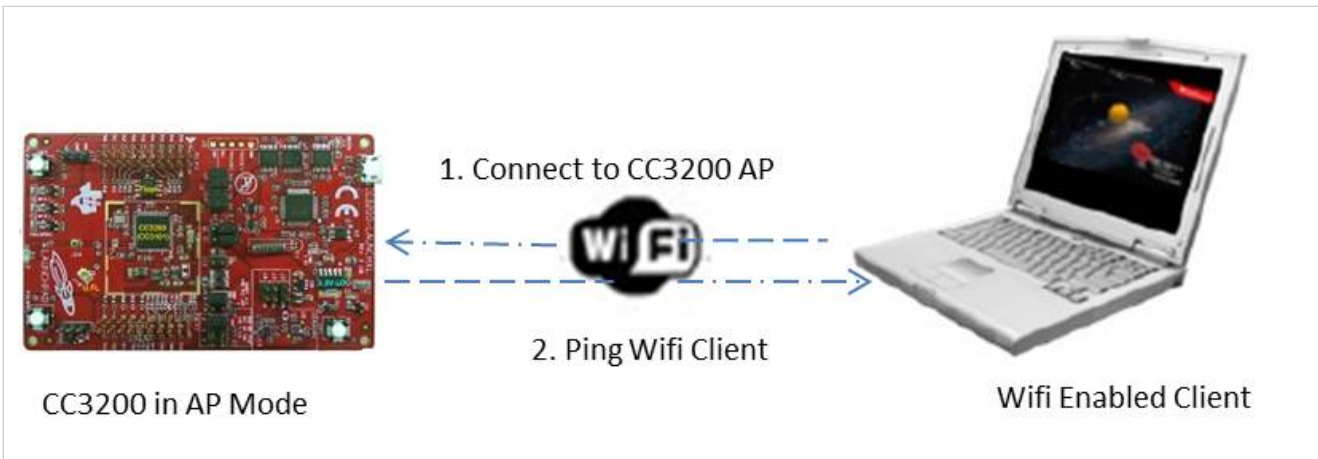 1. Connect to CC3200 AP
WiFi
2. Ping Wifi Client
CC3200 in AP Mode
Wifi Enabled Client